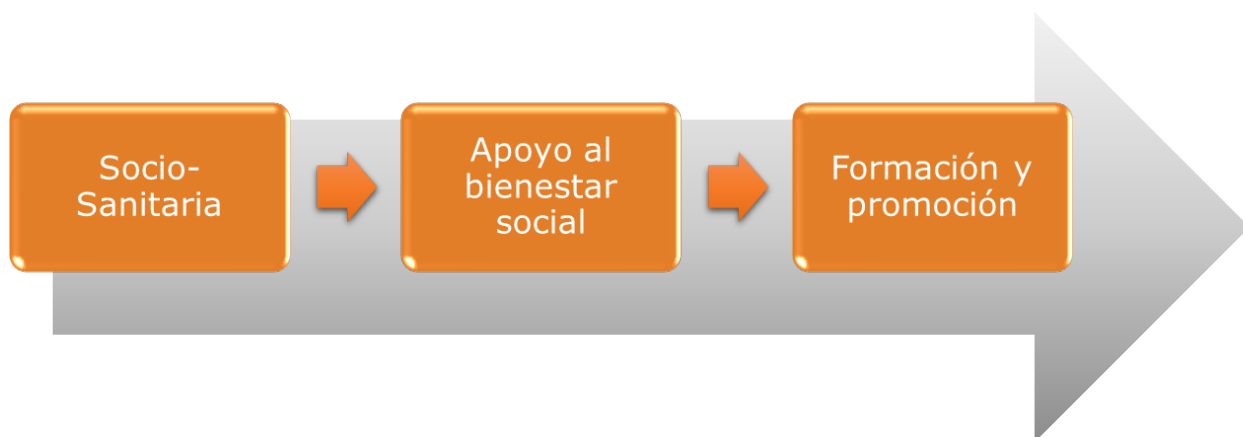 Socio-
Sanitaria
Apoyo al
bienestar
social
Formación y
promoción